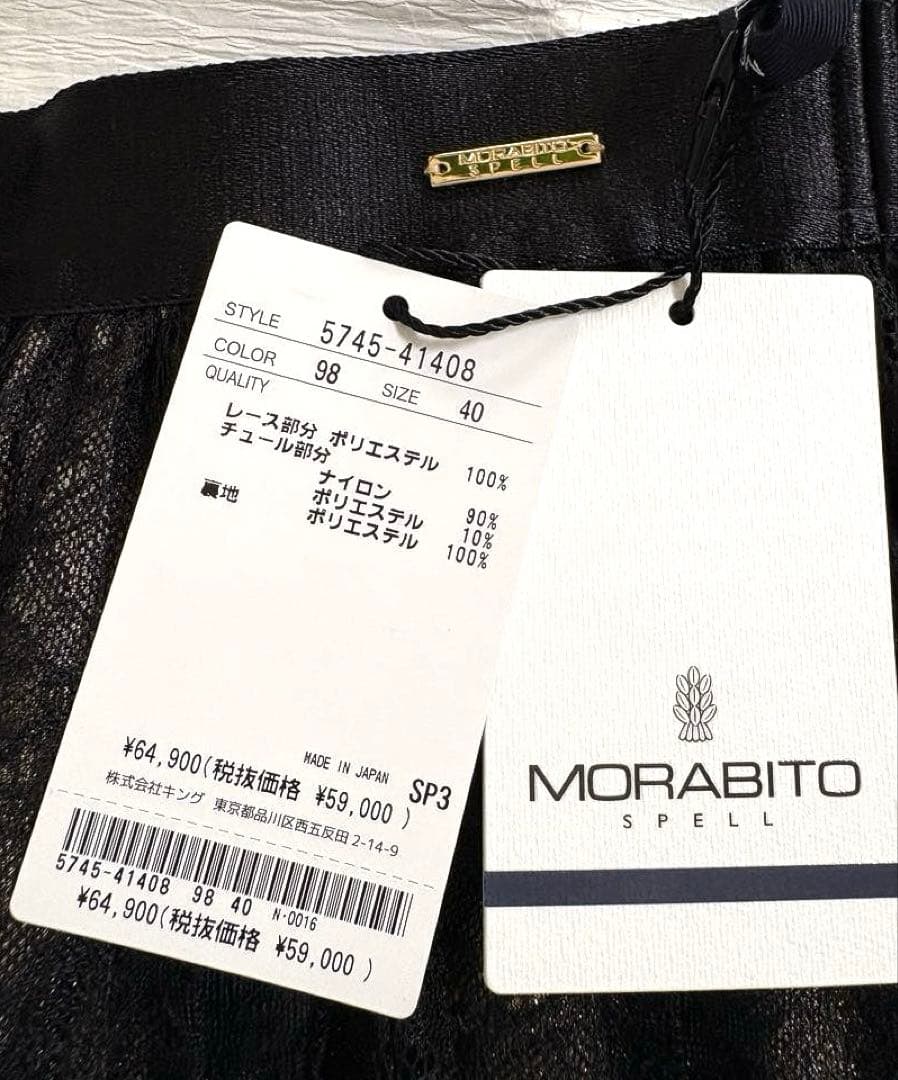 MORABITO
SPELL
STYLE 5745-41408
COLOR 98 SIZE 40
QUALITY
レース部分 ポリエステル 100%
チュール部分
ナイロン 90%
ポリエステル 10%
裏地 ポリエステル 100%
MADE IN JAPAN SP3
¥64,900(税抜価格 ¥59,000 )
株式会社キング 東京都品川区西五反田2-14-9
5745-41408 98 40 N-0016
¥64,900(税抜価格 ¥59,000 )
MORABITO
SPELL